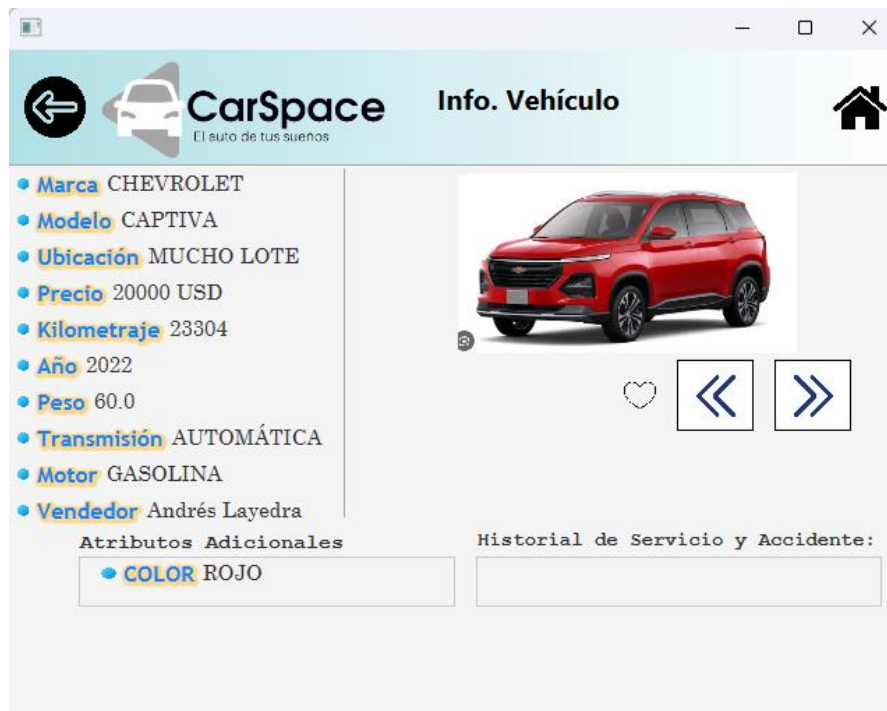 CarSpace
El auto de tus sueños
Info. Vehículo
Marca CHEVROLET
Modelo CAPTIVA
Ubicación MUCHO LOTE
Precio 20000 USD
Kilometraje 23304
Año 2022
Peso 60.0
Transmisión AUTOMÁTICA
Motor GASOLINA
Vendedor Andrés Layedra
Atributos Adicionales
COLOR ROJO
Historial de Servicio y Accidente: